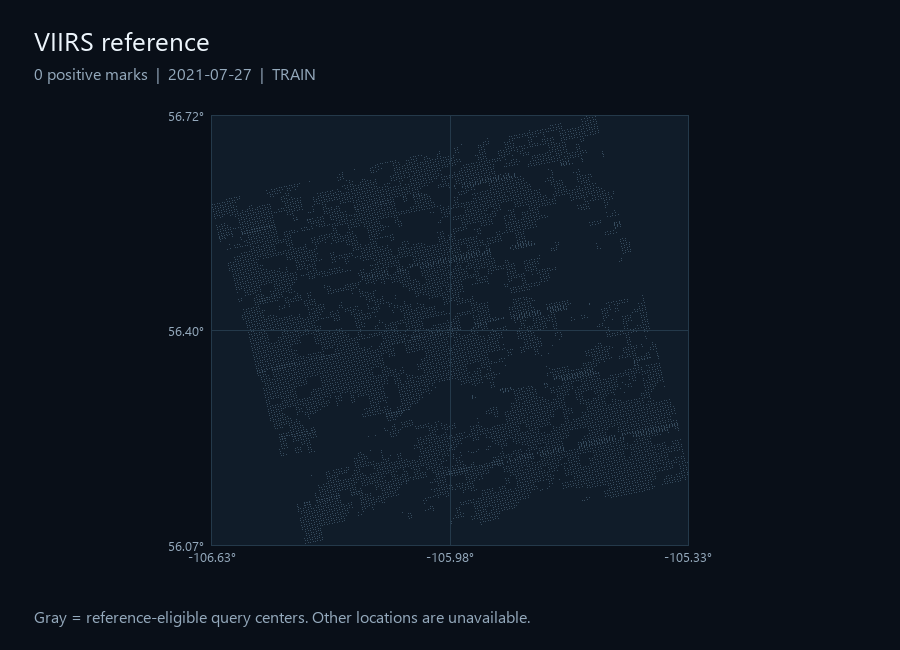 VIIRS reference
0 positive marks | 2021-07-27 | TRAIN
56.72°
56.40°
56.07°
-106.63°
-105.98°
-105.33°
Gray = reference-eligible query centers. Other locations are unavailable.